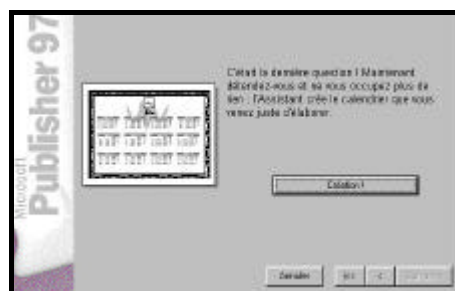 Microsoft
Publisher 97
C'était la dernière question ! Maintenant
détendez-vous et ne vous occupez plus de
rien : l'Assistant crée le calendrier que vous
venez juste d'élaborer.
Création !
Annuler